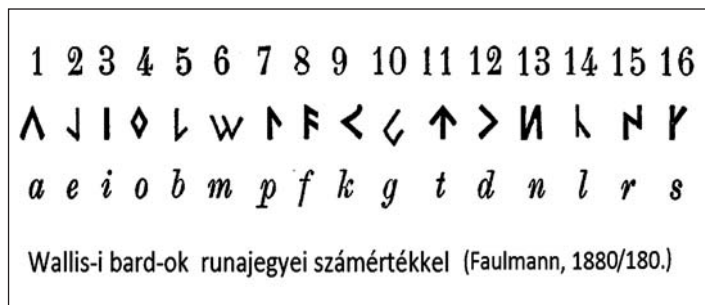 1 2 3 4 5 6 7 8 9 10 11 12 13 14 15 16
a e i o b m p f k g t d n l r s
Wallis-i bard-ok runajegyei számértékkel (Faulmann, 1880/180.)